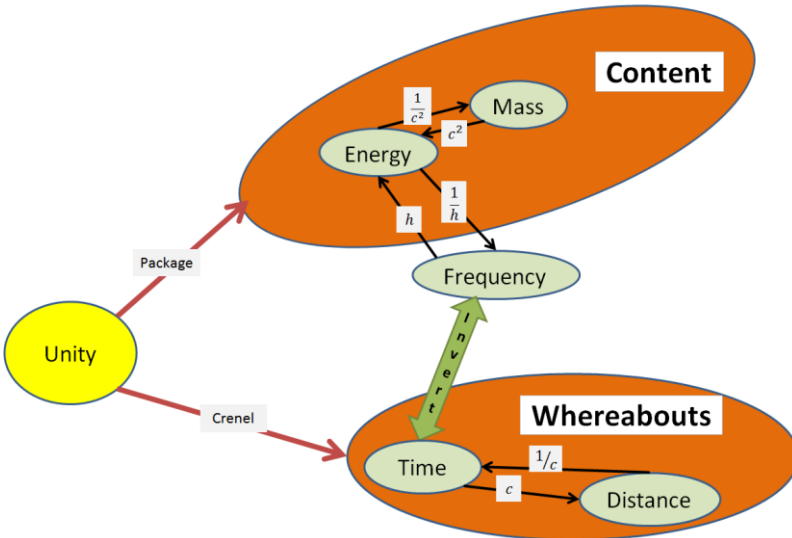 Content
1/c²
Mass
c²
Energy
1/h
h
Package
Frequency
Invert
Unity
Crenel
Whereabouts
Time
1/c
c
Distance